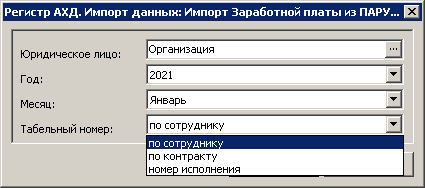 Регистр АХД. Импорт данных: Импорт Заработной платы из ПАРУ...
Юридическое лицо: Организация ...
Год: 2021
Месяц: Январь
Табельный номер: по сотруднику
по сотруднику
по контракту
номер исполнения